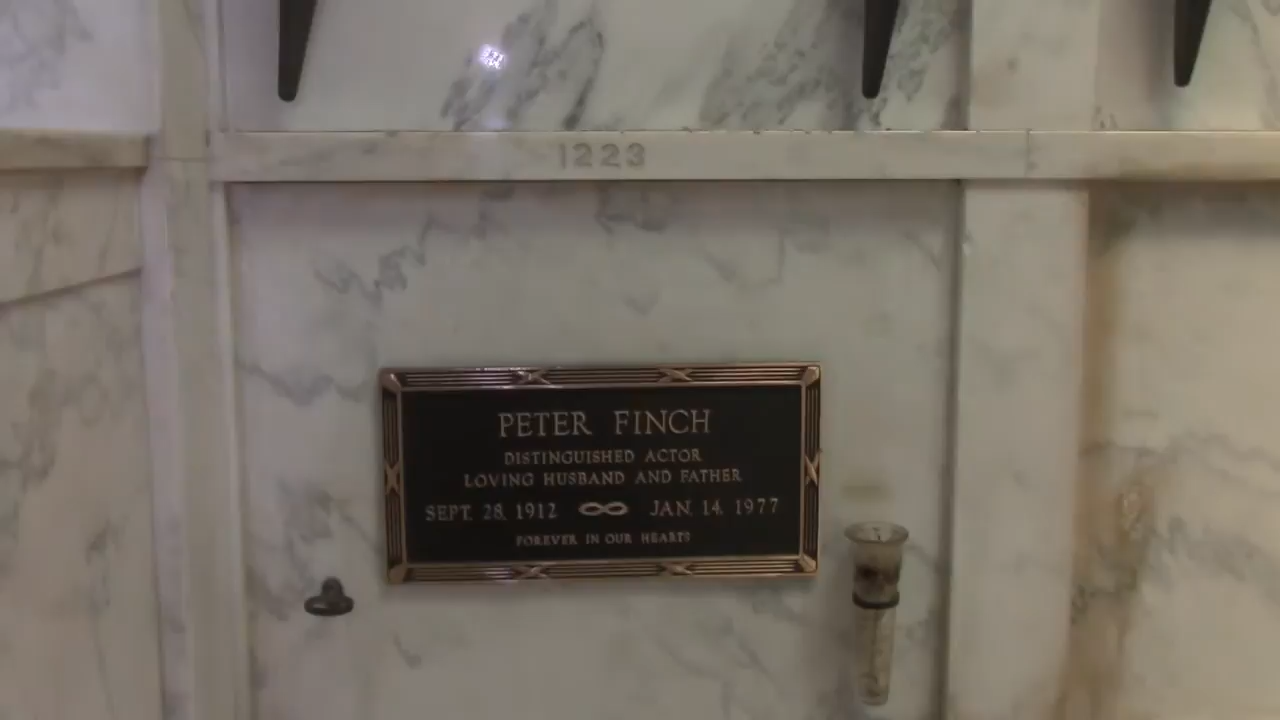 1223
PETER FINCH
DISTINGUISHED ACTOR
LOVING HUSBAND AND FATHER
SEPT. 28, 1912 JAN. 14, 1977
FOREVER IN OUR HEARTS